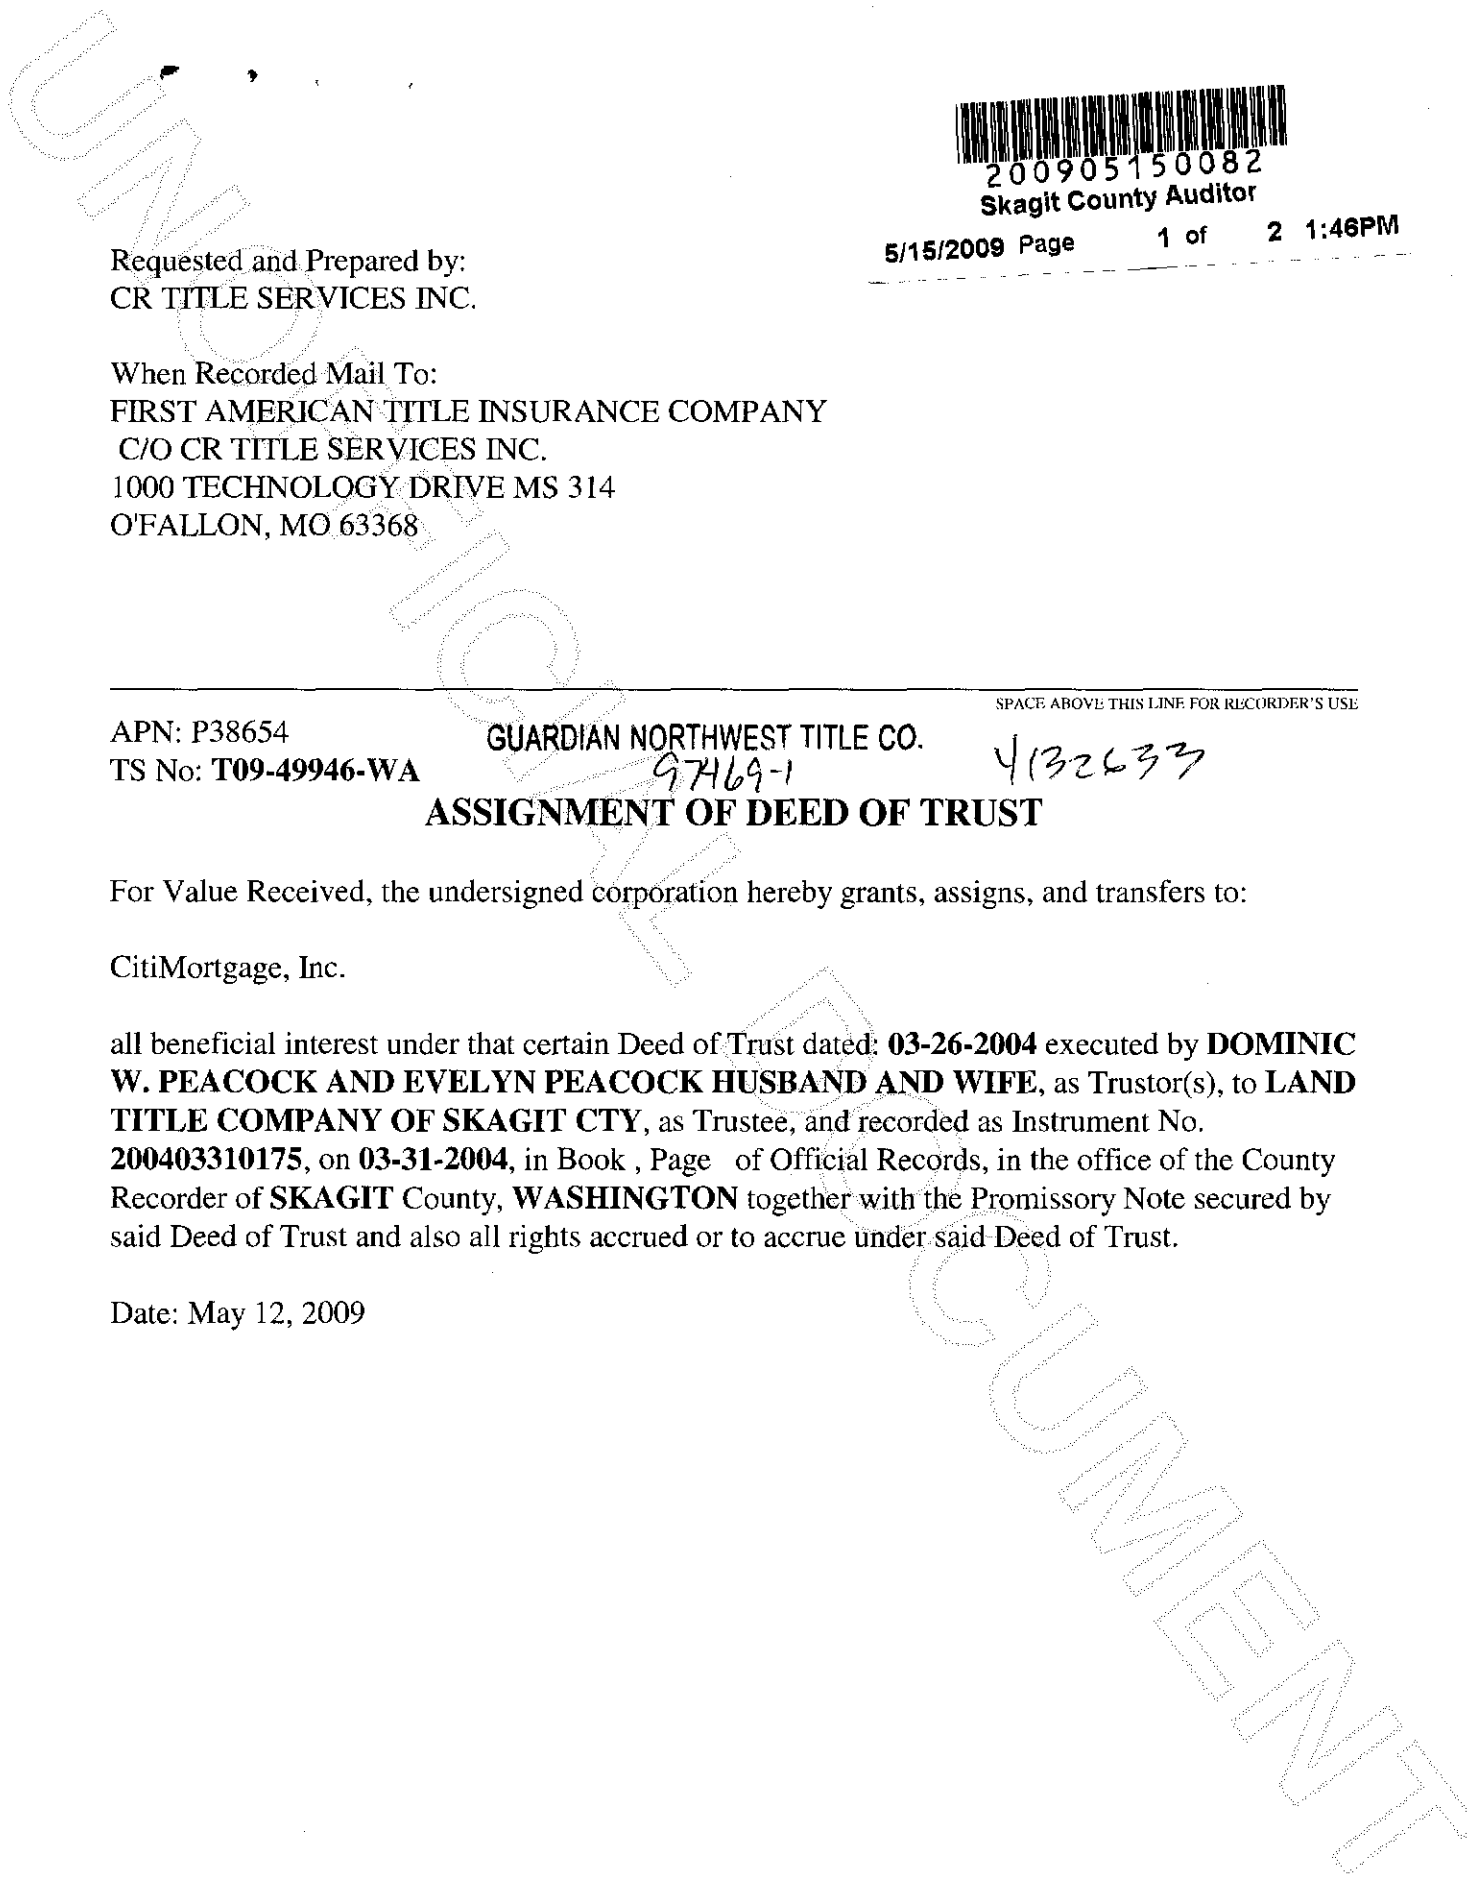 200905150082
Skagit County Auditor
5/15/2009 Page 1 of 2 1:46PM
Requested and Prepared by:
CR TITLE SERVICES INC.
When Recorded Mail To:
FIRST AMERICAN TITLE INSURANCE COMPANY
C/O CR TITLE SERVICES INC.
1000 TECHNOLOGY DRIVE MS 314
O'FALLON, MO 63368
SPACE ABOVE THIS LINE FOR RECORDER'S USE
APN: P38654
GUARDIAN NORTHWEST TITLE CO.
4132633
TS No: T09-49946-WA
97469-1
ASSIGNMENT OF DEED OF TRUST
For Value Received, the undersigned corporation hereby grants, assigns, and transfers to:
CitiMortgage, Inc.
all beneficial interest under that certain Deed of Trust dated: 03-26-2004 executed by DOMINIC
W. PEACOCK AND EVELYN PEACOCK HUSBAND AND WIFE, as Trustor(s), to LAND
TITLE COMPANY OF SKAGIT CTY, as Trustee, and recorded as Instrument No.
200403310175, on 03-31-2004, in Book , Page of Official Records, in the office of the County
Recorder of SKAGIT County, WASHINGTON together with the Promissory Note secured by
said Deed of Trust and also all rights accrued or to accrue under said Deed of Trust.
Date: May 12, 2009
UNOFFICIAL DOCUMENT